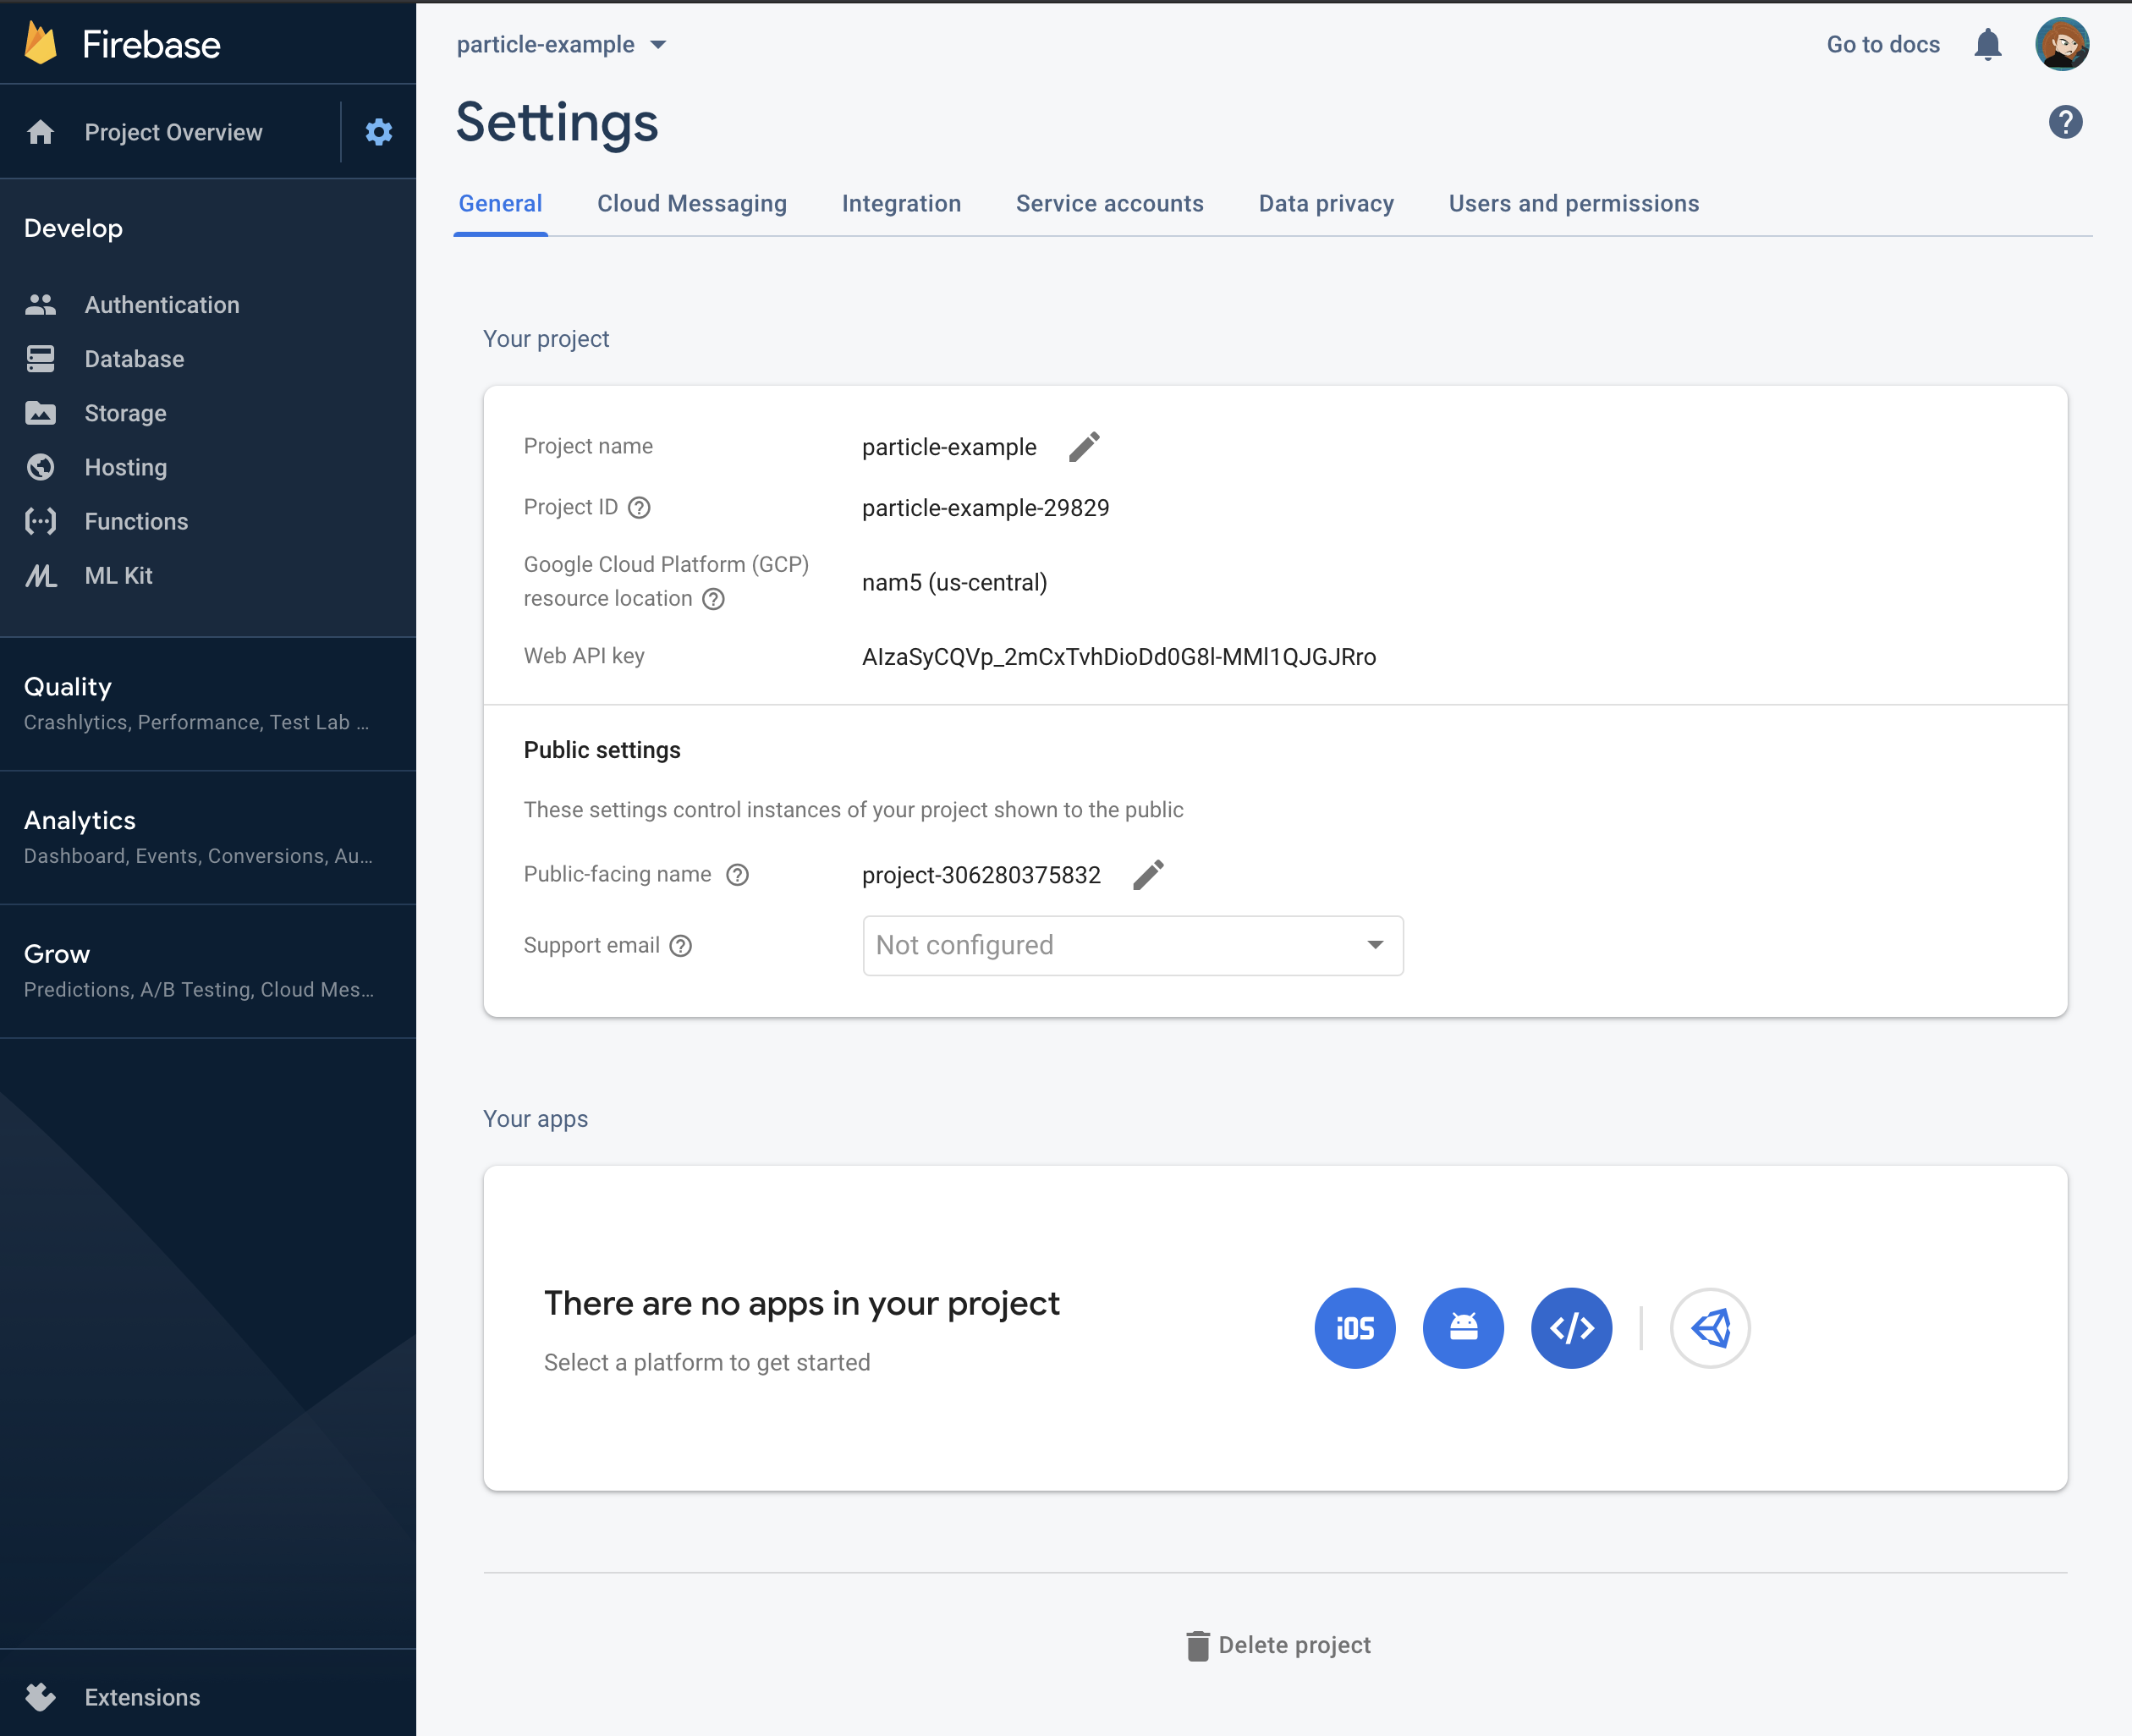 Firebase
Project Overview
Develop
Authentication
Database
Storage
Hosting
Functions
ML Kit
Quality
Crashlytics, Performance, Test Lab ...
Analytics
Dashboard, Events, Conversions, Au...
Grow
Predictions, A/B Testing, Cloud Mes...
Extensions
particle-example
Go to docs
Settings
General
Cloud Messaging
Integration
Service accounts
Data privacy
Users and permissions
Your project
Project name
particle-example
Project ID
particle-example-29829
Google Cloud Platform (GCP)
resource location
nam5 (us-central)
Web API key
AIzaSyCQVp_2mCxTvhDioDd0G8l-MMl1QJGJRro
Public settings
These settings control instances of your project shown to the public
Public-facing name
project-306280375832
Support email
Not configured
Your apps
There are no apps in your project
Select a platform to get started
iOS
Delete project